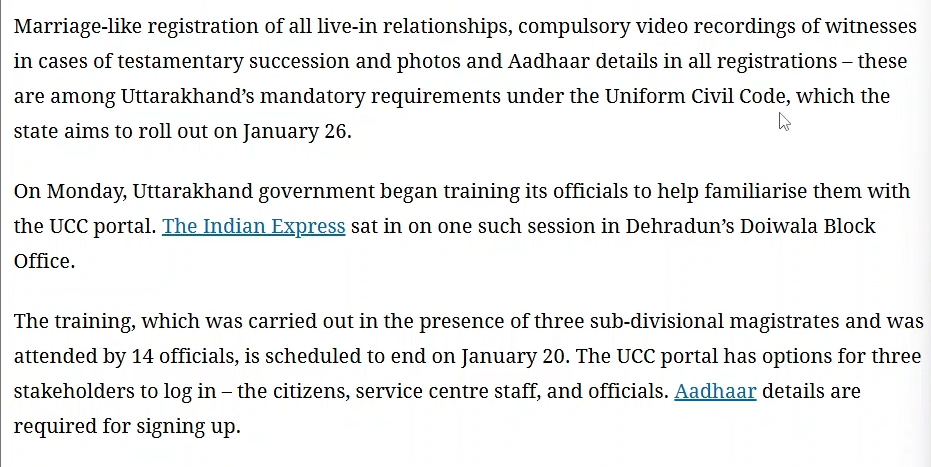 Marriage-like registration of all live-in relationships, compulsory video recordings of witnesses
in cases of testamentary succession and photos and Aadhaar details in all registrations – these
are among Uttarakhand’s mandatory requirements under the Uniform Civil Code, which the
state aims to roll out on January 26.
On Monday, Uttarakhand government began training its officials to help familiarise them with
the UCC portal. The Indian Express sat in on one such session in Dehradun’s Doiwala Block
Office.
The training, which was carried out in the presence of three sub-divisional magistrates and was
attended by 14 officials, is scheduled to end on January 20. The UCC portal has options for three
stakeholders to log in – the citizens, service centre staff, and officials. Aadhaar details are
required for signing up.